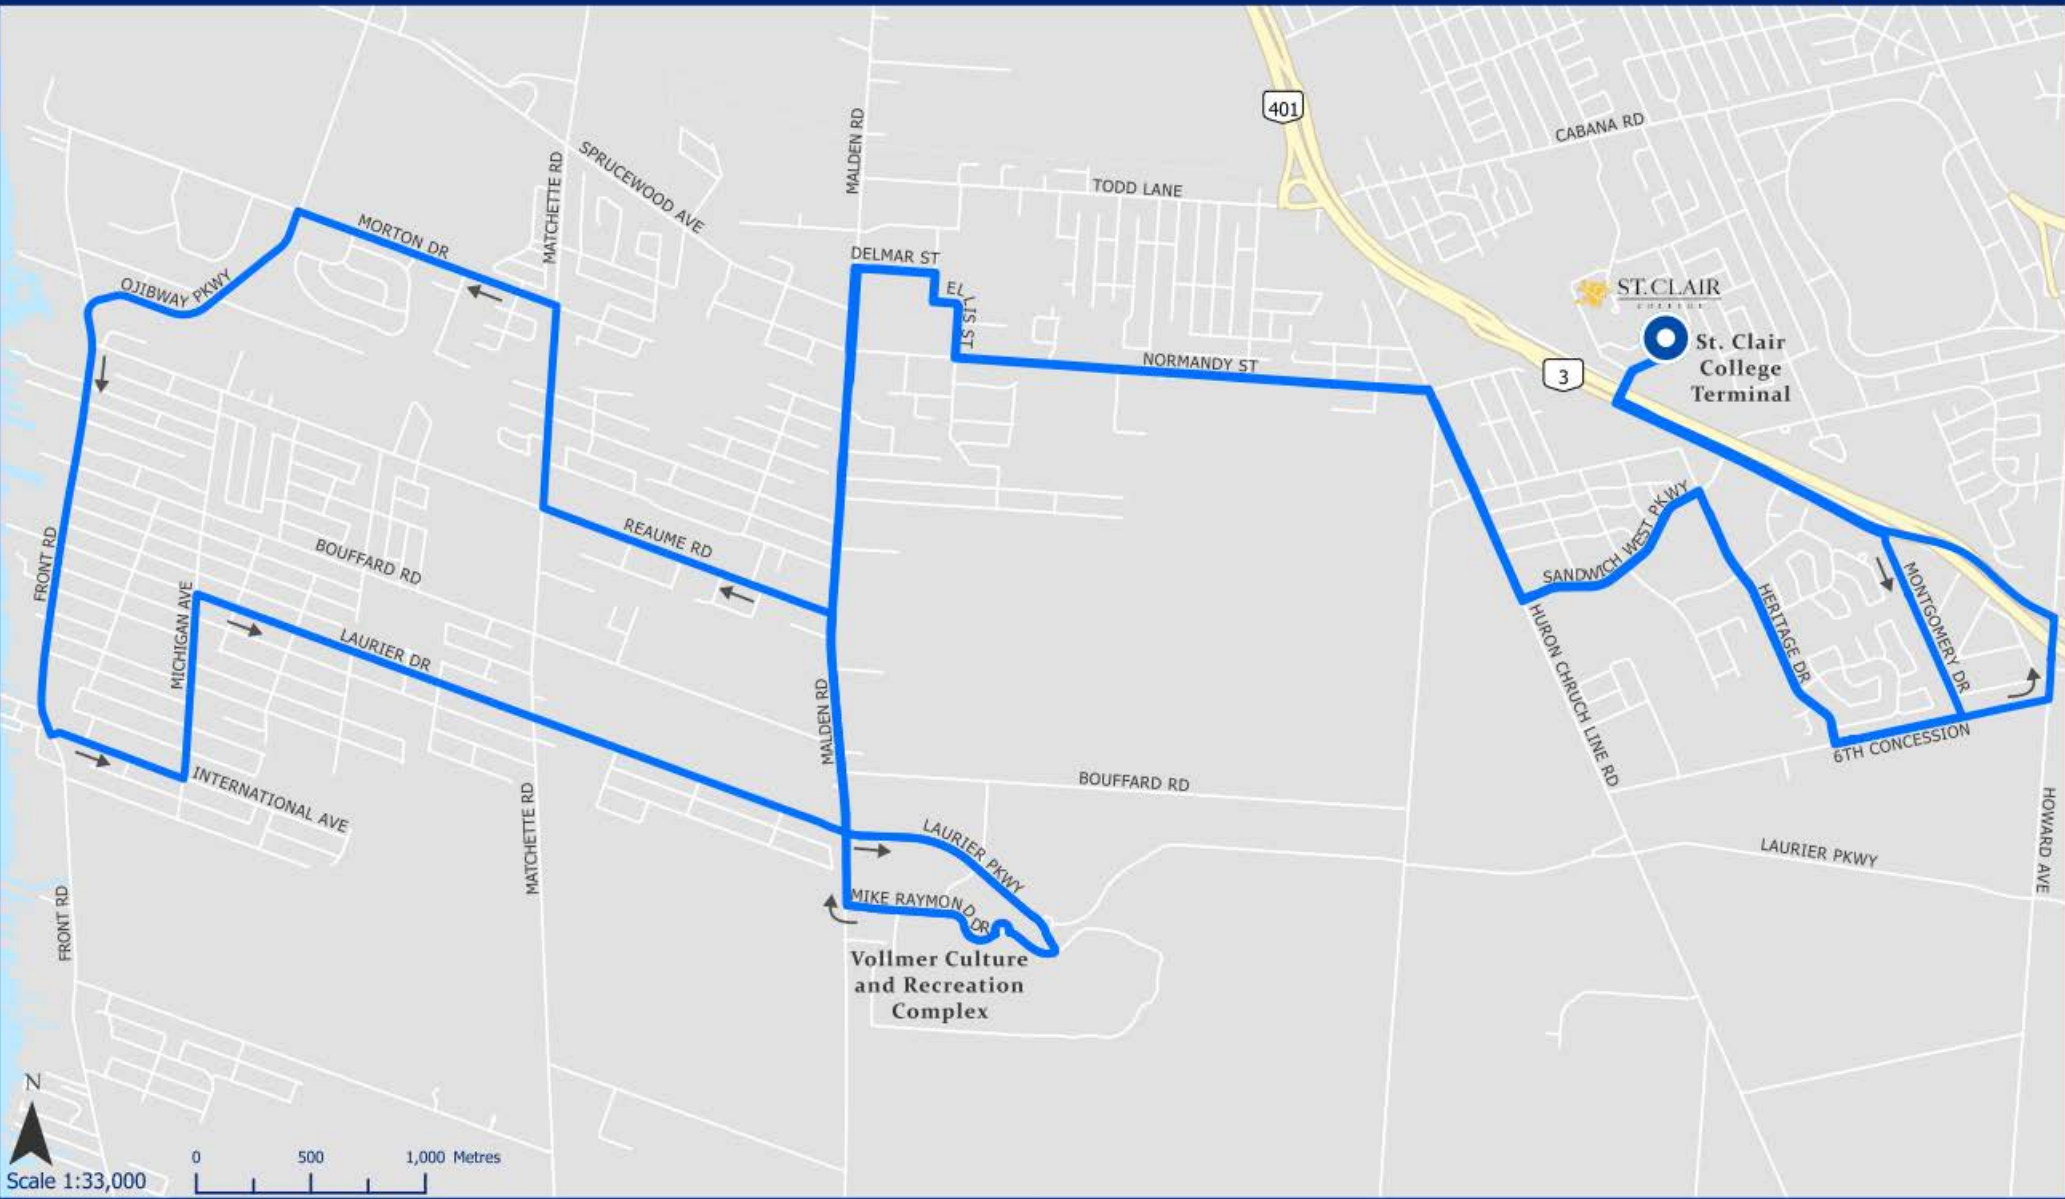 401
CABANA RD
MALDEN RD
MATCHETTE RD
SPRUCEWOOD AVE
TODD LANE
MORTON DR
DELMAR ST
OJIBWAY PKWY
ELLIS ST
ST. CLAIR
COLLEGE
St. Clair
College
Terminal
NORMANDY ST
3
SANDWICH WEST PKWY
REAUME RD
FRONT RD
BOUFFARD RD
MICHIGAN AVE
LAURIER DR
HERITAGE DR
MONTGOMERY DR
HURON CHRUCH LINE RD
MALDEN RD
6TH CONCESSION
INTERNATIONAL AVE
MATCHETTE RD
BOUFFARD RD
HOWARD AVE
LAURIER PKWY
LAURIER PKWY
FRONT RD
MIKE RAYMOND DR
Vollmer Culture
and Recreation
Complex
N
0 500 1,000 Metres
Scale 1:33,000